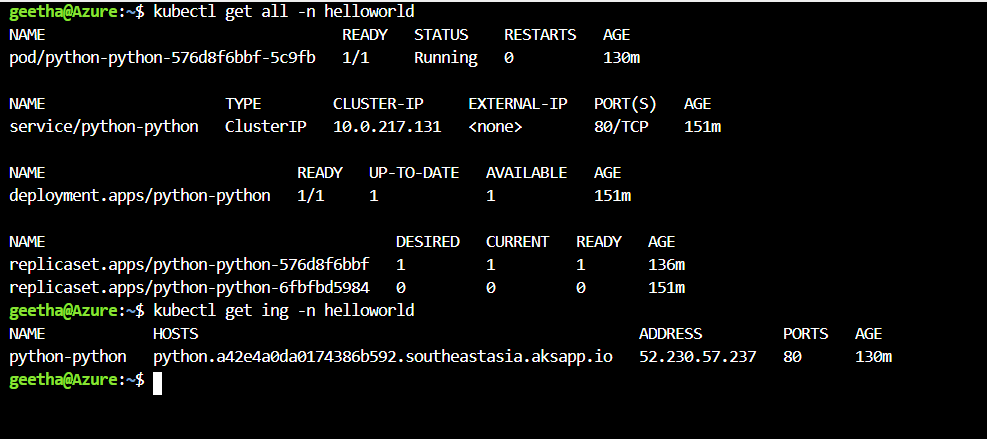 geetha@Azure:~$ kubectl get all -n helloworld
NAME READY STATUS RESTARTS AGE
pod/python-python-576d8f6bbf-5c9fb 1/1 Running 0 130m
NAME TYPE CLUSTER-IP EXTERNAL-IP PORT(S) AGE
service/python-python ClusterIP 10.0.217.131 <none> 80/TCP 151m
NAME READY UP-TO-DATE AVAILABLE AGE
deployment.apps/python-python 1/1 1 1 151m
NAME DESIRED CURRENT READY AGE
replicaset.apps/python-python-576d8f6bbf 1 1 1 136m
replicaset.apps/python-python-6fbfbd5984 0 0 0 151m
geetha@Azure:~$ kubectl get ing -n helloworld
NAME HOSTS ADDRESS PORTS AGE
python-python python.a42e4a0da0174386b592.southeastasia.aksapp.io 52.230.57.237 80 130m
geetha@Azure:~$